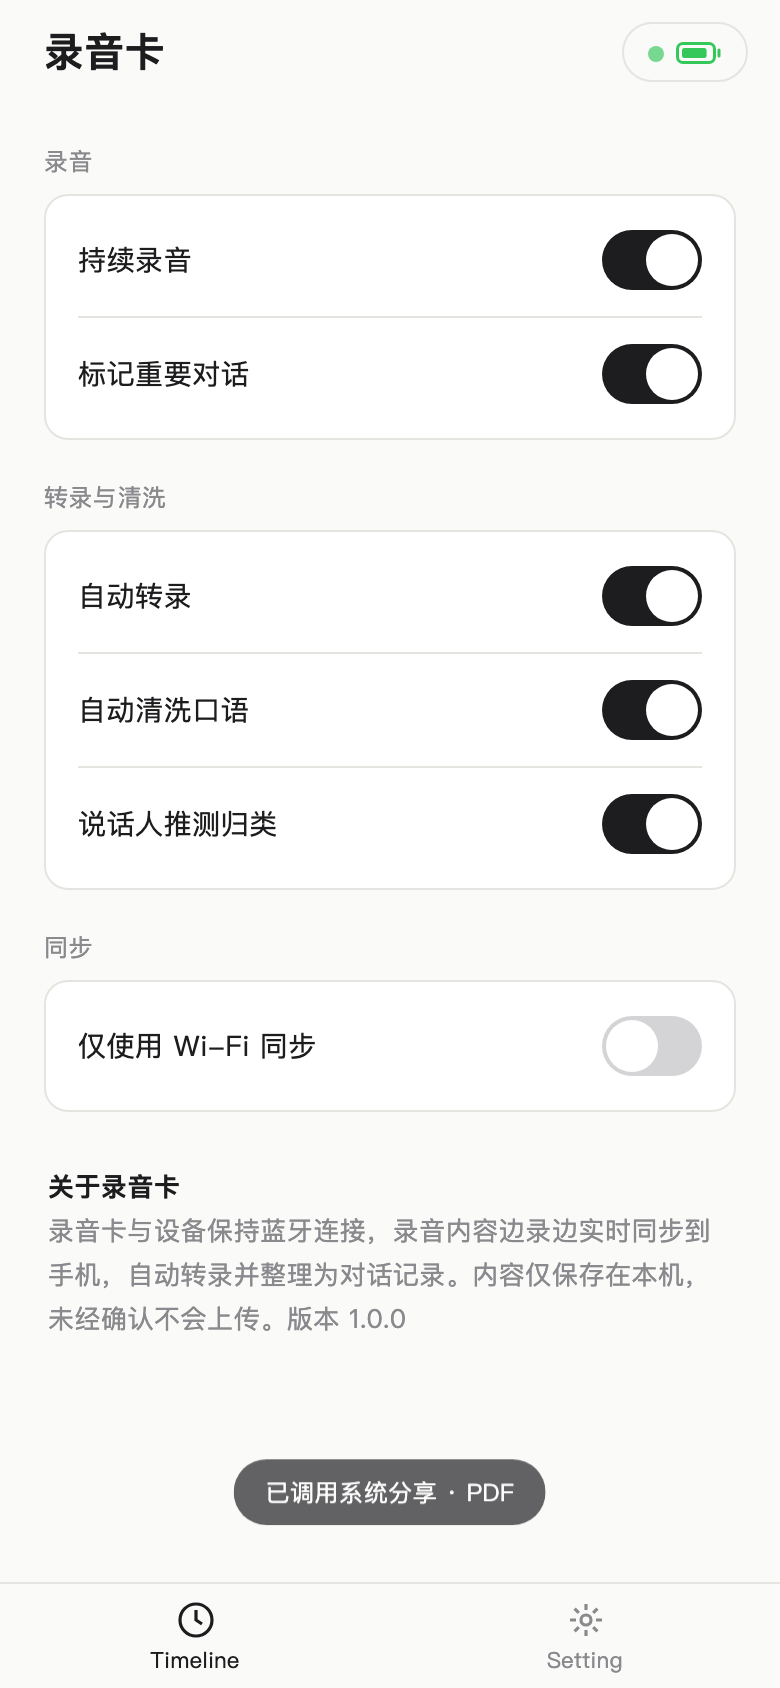 录音卡
录音
持续录音
标记重要对话
转录与清洗
自动转录
自动清洗口语
说话人推测归类
同步
仅使用 Wi-Fi 同步
关于录音卡
录音卡与设备保持蓝牙连接，录音内容边录边实时同步到
手机，自动转录并整理为对话记录。内容仅保存在本机，
未经确认不会上传。版本 1.0.0
已调用系统分享 · PDF
Timeline
Setting